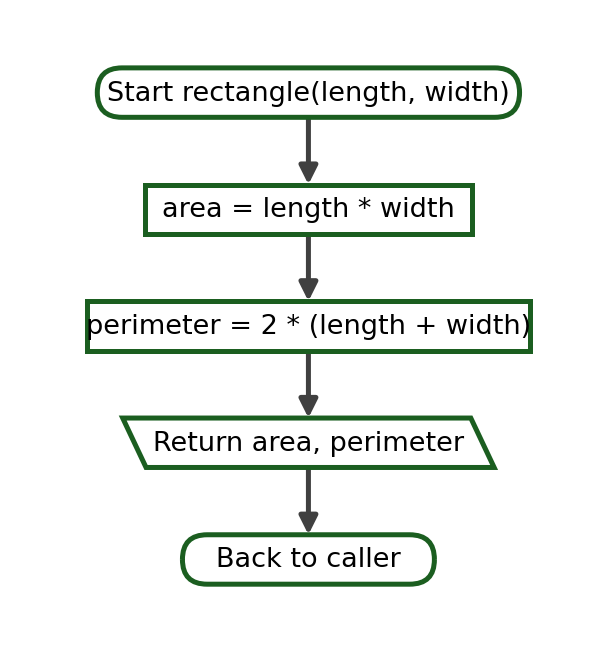 Start rectangle(length, width)
area = length * width
perimeter = 2 * (length + width)
Return area, perimeter
Back to caller